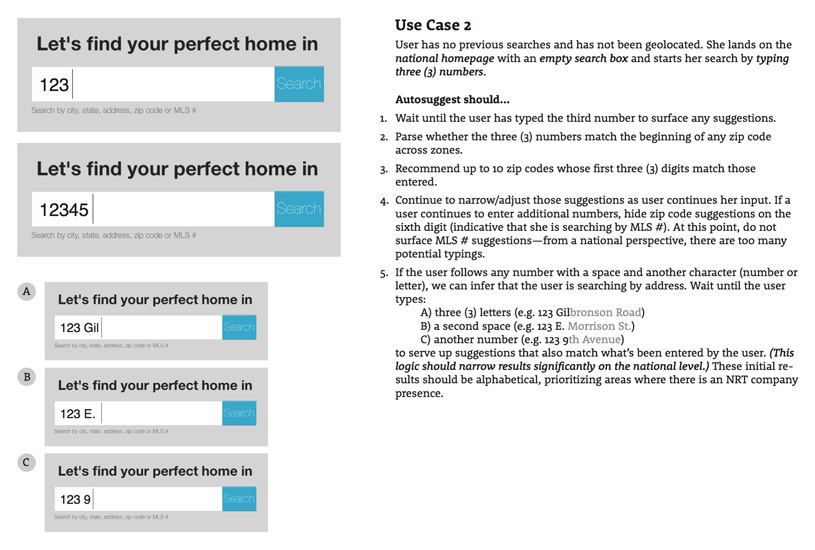 Let's find your perfect home in
123
Search
Search by city, state, address, zip code or MLS #
Let's find your perfect home in
12345
Search
Search by city, state, address, zip code or MLS #
A
Let's find your perfect home in
123 Gil
Search
Search by city, state, address, zip code or MLS #
B
Let's find your perfect home in
123 E.
Search
Search by city, state, address, zip code or MLS #
C
Let's find your perfect home in
123 9
Search
Search by city, state, address, zip code or MLS #
Use Case 2
User has no previous searches and has not been geolocated. She lands on the
national homepage with an empty search box and starts her search by typing
three (3) numbers.
Autosuggest should...
1. Wait until the user has typed the third number to surface any suggestions.
2. Parse whether the three (3) numbers match the beginning of any zip code
across zones.
3. Recommend up to 10 zip codes whose first three (3) digits match those
entered.
4. Continue to narrow/adjust those suggestions as user continues her input. If a
user continues to enter additional numbers, hide zip code suggestions on the
sixth digit (indicative that she is searching by MLS #). At this point, do not
surface MLS # suggestions—from a national perspective, there are too many
potential typings.
5. If the user follows any number with a space and another character (number or
letter), we can infer that the user is searching by address. Wait until the user
types:
A) three (3) letters (e.g. 123 Gilbronson Road)
B) a second space (e.g. 123 E. Morrison St.)
C) another number (e.g. 123 9th Avenue)
to serve up suggestions that also match what's been entered by the user. (This
logic should narrow results significantly on the national level.) These initial re-
sults should be alphabetical, prioritizing areas where there is an NRT company
presence.